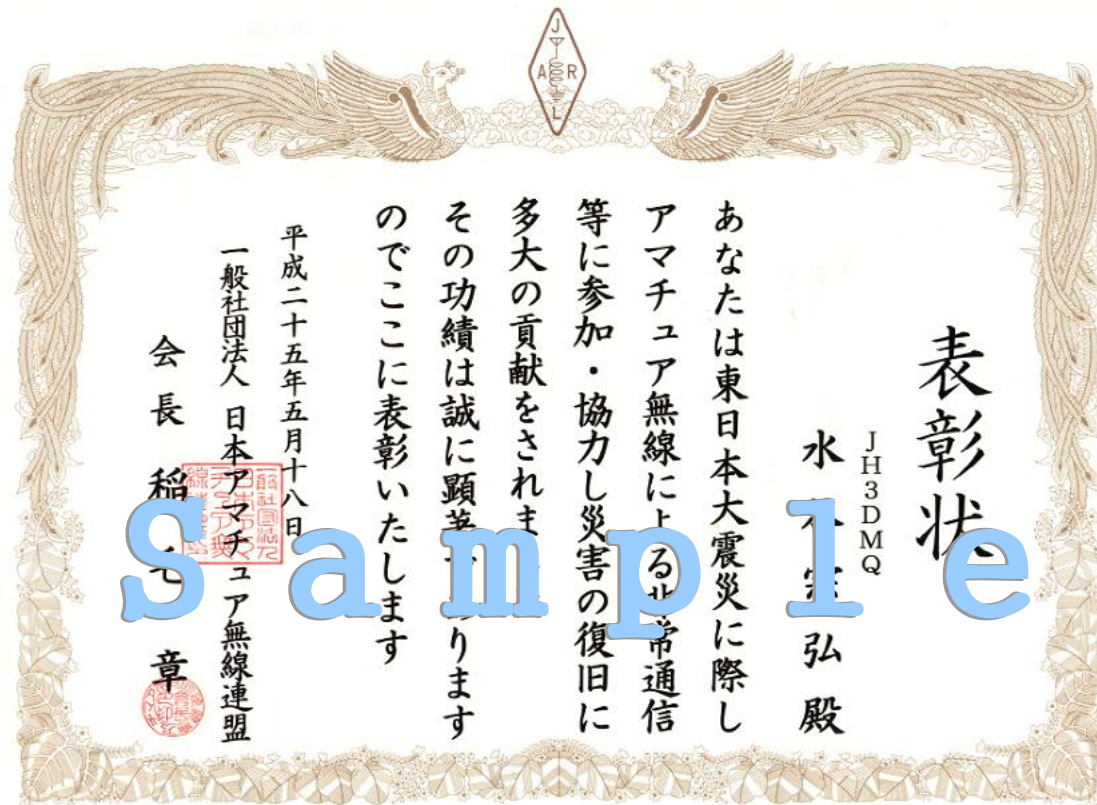 JARL
表彰状
JH3DMQ
水 弘殿
あなたは東日本大震災に際し
アマチュア無線による非常通信
等に参加・協力し災害の復旧に
多大の貢献をされま
その功績は誠に顕著であります
のでここに表彰いたします
平成二十五年五月十八日
一般社団法人 日本アマチュア無線連盟
会長 稲毛 章
Sample